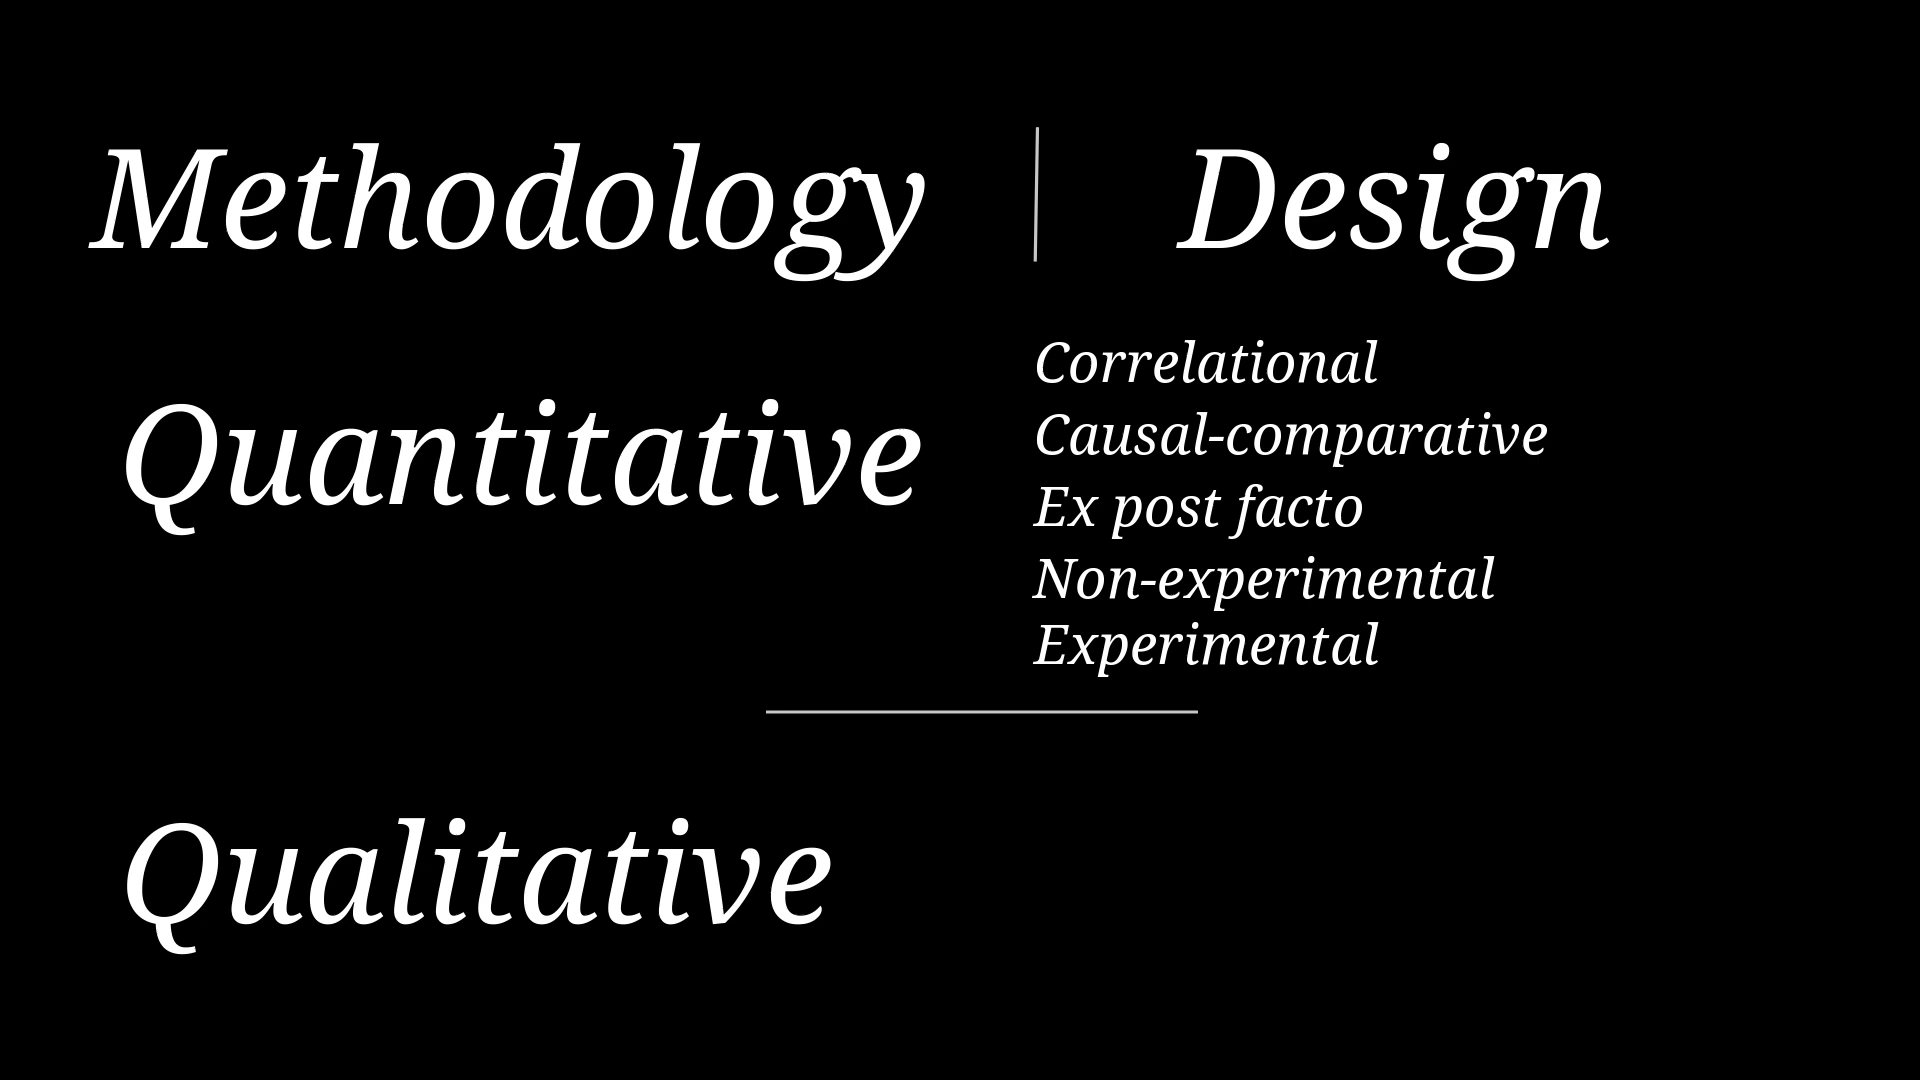 Methodology
Design
Quantitative
Correlational
Causal-comparative
Ex post facto
Non-experimental
Experimental
Qualitative